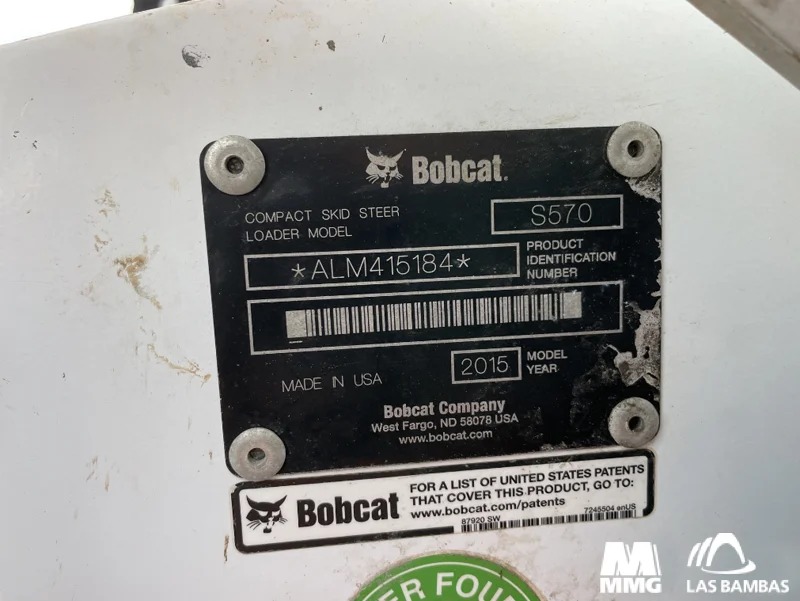 Bobcat.
COMPACT SKID STEER
LOADER MODEL
S570
*ALM415184*
PRODUCT
IDENTIFICATION
NUMBER
MADE IN USA
2015
MODEL
YEAR
Bobcat Company
West Fargo, ND 58078 USA
www.bobcat.com
Bobcat
FOR A LIST OF UNITED STATES PATENTS
THAT COVER THIS PRODUCT, GO TO:
www.bobcat.com/patents
87920 SW
7245504 enUS
ER FOU
MMG
LAS BAMBAS